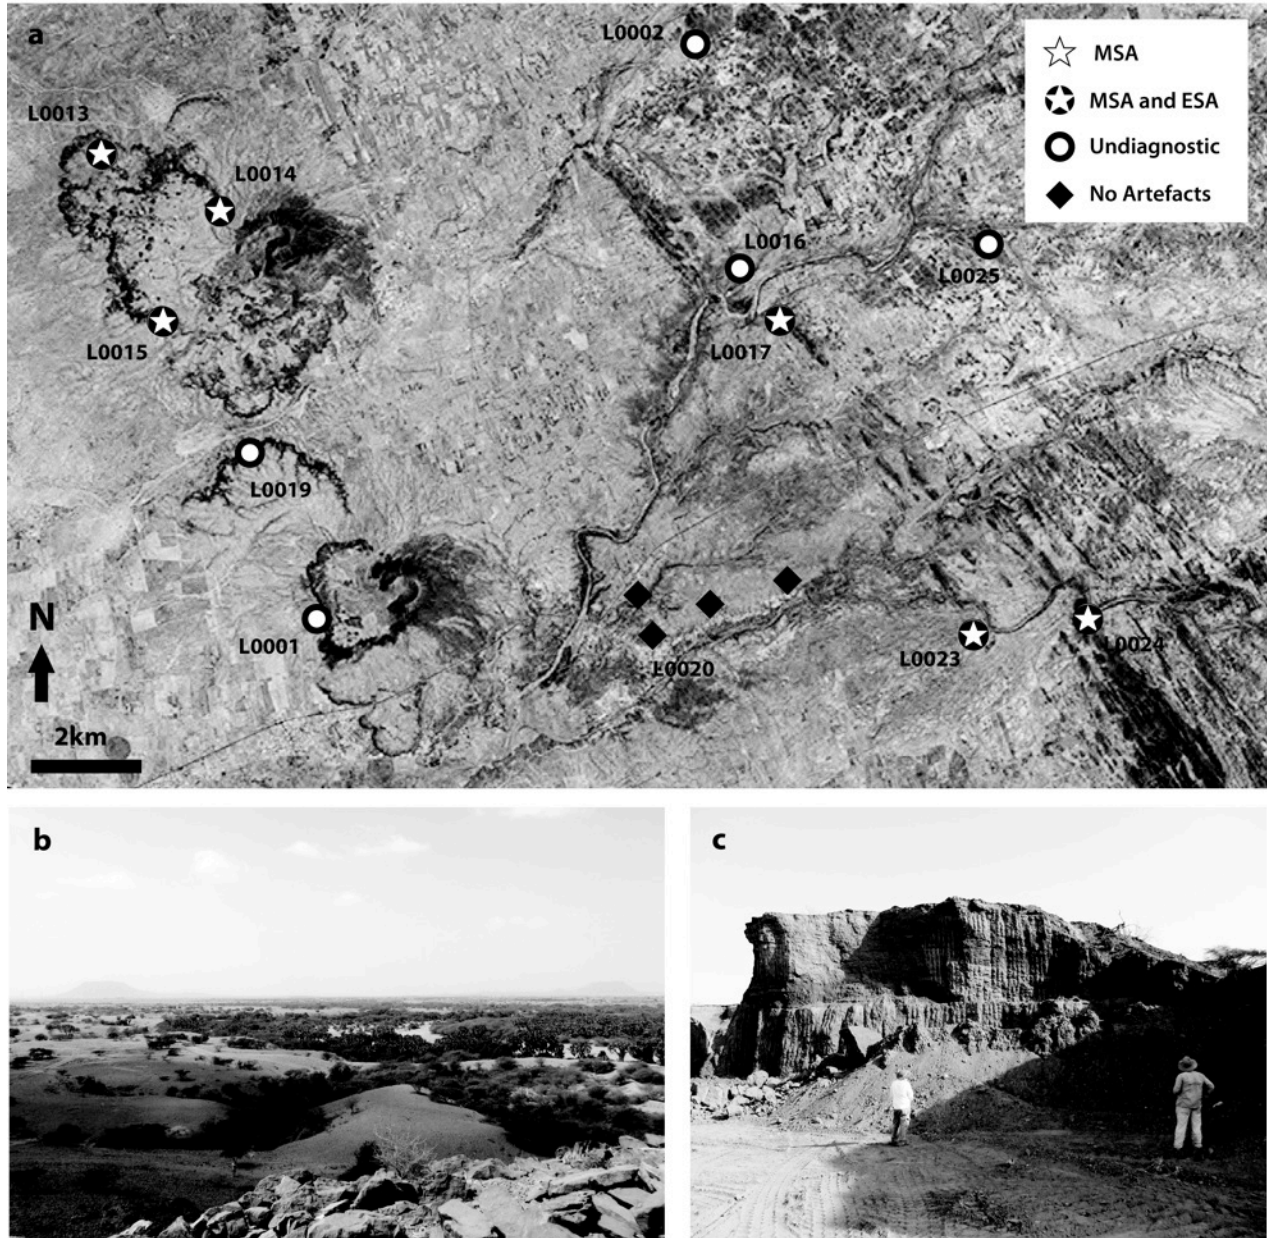 a
L0002
MSA
MSA and ESA
Undiagnostic
No Artefacts
L0013
L0014
L0016
L0025
L0015
L0017
L0019
N
L0001
L0020
L0023
L0024
2km
b
c